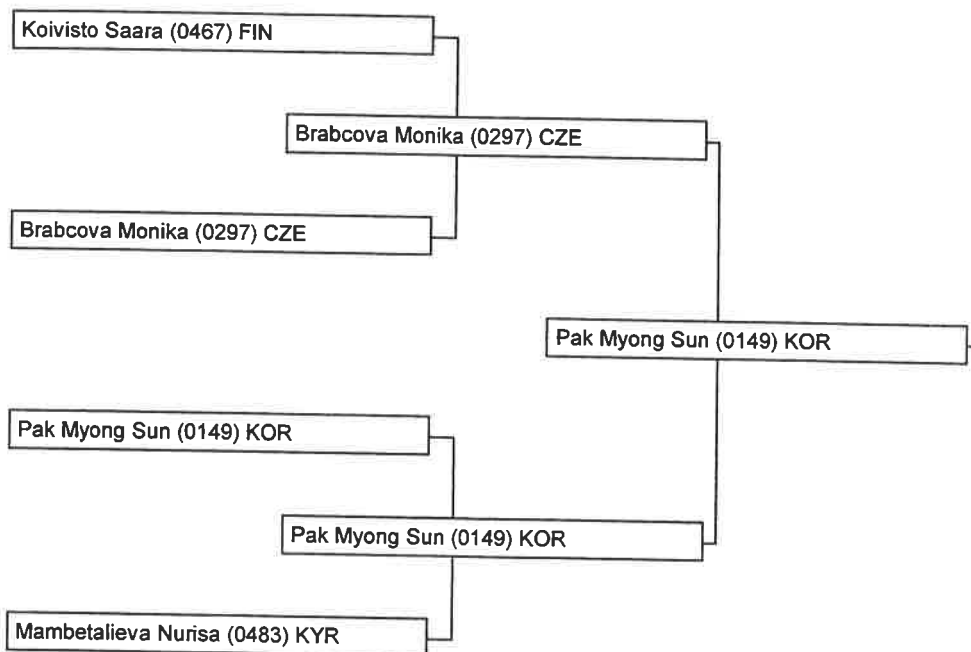 Koivisto Saara (0467) FIN
Brabcova Monika (0297) CZE
Brabcova Monika (0297) CZE
Pak Myong Sun (0149) KOR
Pak Myong Sun (0149) KOR
Pak Myong Sun (0149) KOR
Mambetalieva Nurisa (0483) KYR